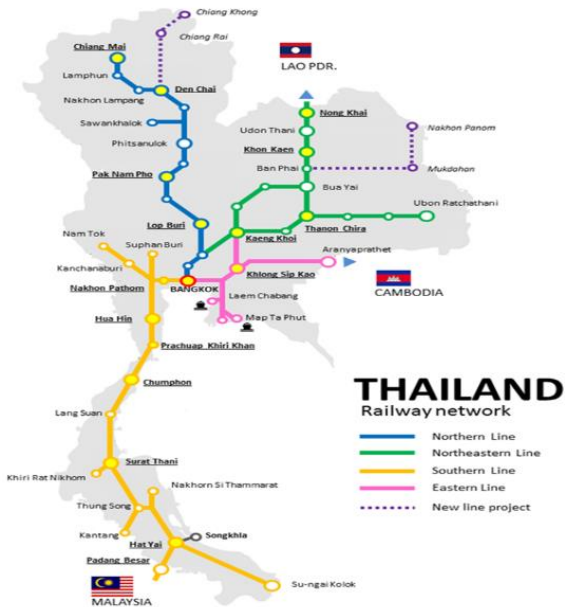 Chiang Khong
Chiang Rai
Chiang Mai
LAO PDR.
Lamphun
Den Chai
Nakhon Lampang
Nong Khai
Sawankhalok
Udon Thani
Nakhon Panom
Phitsanulok
Khon Kaen
Ban Phai
Mukdahan
Pak Nam Pho
Bua Yai
Ubon Ratchathani
Lop Buri
Thanon Chira
Nam Tok
Kaeng Khoi
Suphan Buri
Aranyaprathet
Kanchanaburi
Khlong Sip Kao
Nakhon Pathom
BANGKOK
CAMBODIA
Laem Chabang
Hua Hin
Map Ta Phut
Prachuap Khiri Khan
Chumphon
THAILAND
Railway network
Lang Suan
Northern Line
Northeastern Line
Surat Thani
Southern Line
Khiri Rat Nikhom
Nakhorn Si Thammarat
Eastern Line
Thung Song
New line project
Kantang
Songkhla
Hat Yai
Padang Besar
Su-ngai Kolok
MALAYSIA